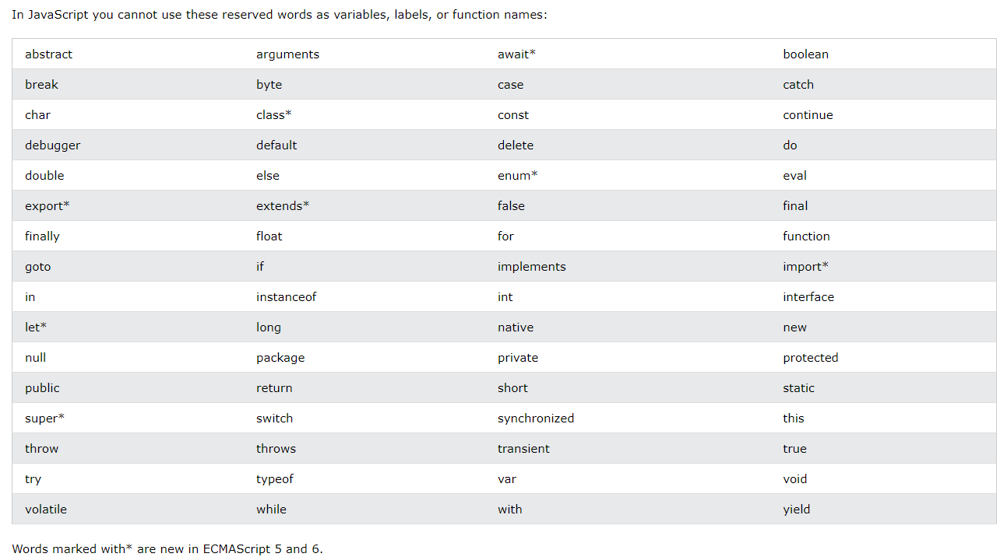 In JavaScript you cannot use these reserved words as variables, labels, or function names:
abstract arguments await* boolean
break byte case catch
char class* const continue
debugger default delete do
double else enum* eval
export* extends* false final
finally float for function
goto if implements import*
in instanceof int interface
let* long native new
null package private protected
public return short static
super* switch synchronized this
throw throws transient true
try typeof var void
volatile while with yield
Words marked with* are new in ECMAScript 5 and 6.